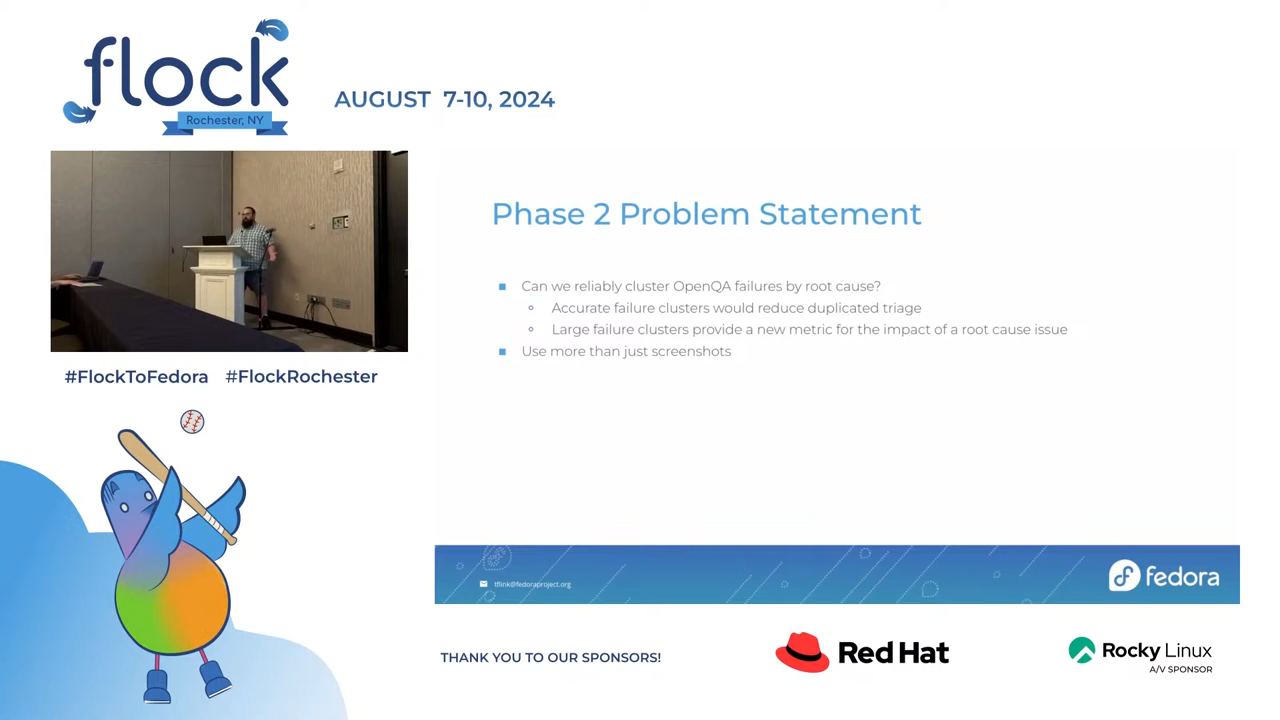 flock
Rochester, NY
AUGUST 7-10, 2024
#FlockToFedora #FlockRochester
Phase 2 Problem Statement
Can we reliably cluster OpenQA failures by root cause?
Accurate failure clusters would reduce duplicated triage
Large failure clusters provide a new metric for the impact of a root cause issue
Use more than just screenshots
tflink@fedoraproject.org
fedora
THANK YOU TO OUR SPONSORS!
Red Hat
Rocky Linux
A/V SPONSOR